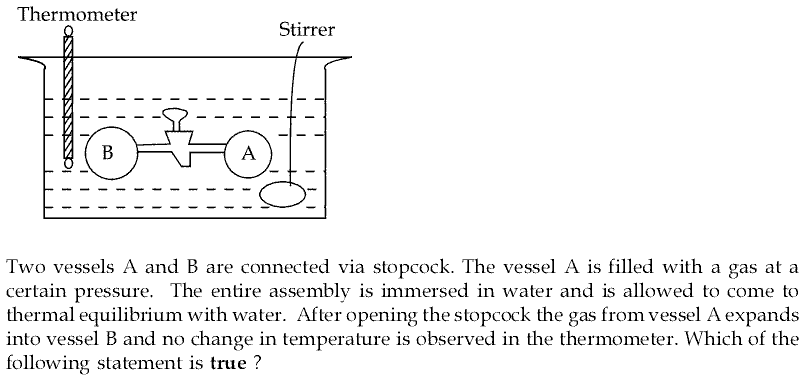 Thermometer
Stirrer
B
A
Two vessels A and B are connected via stopcock. The vessel A is filled with a gas at a
certain pressure. The entire assembly is immersed in water and is allowed to come to
thermal equilibrium with water. After opening the stopcock the gas from vessel A expands
into vessel B and no change in temperature is observed in the thermometer. Which of the
following statement is true ?